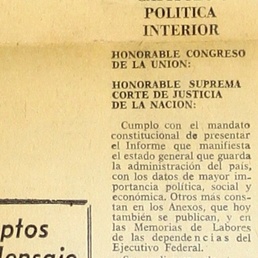 POLITICA
INTERIOR
HONORABLE CONGRESO
DE LA UNION:
HONORABLE SUPREMA
CORTE DE JUSTICIA
DE LA NACION:
Cumplo con el mandato
constitucional de presentar
el Informe que manifiesta
el estado general que guarda
la administración del país,
con los datos de mayor im-
portancia política, social y
económica. Otros más cons-
tan en los Anexos, que hoy
también se publican, y en
las Memorias de Labores
de las dependencias del
Ejecutivo Federal.
ptos